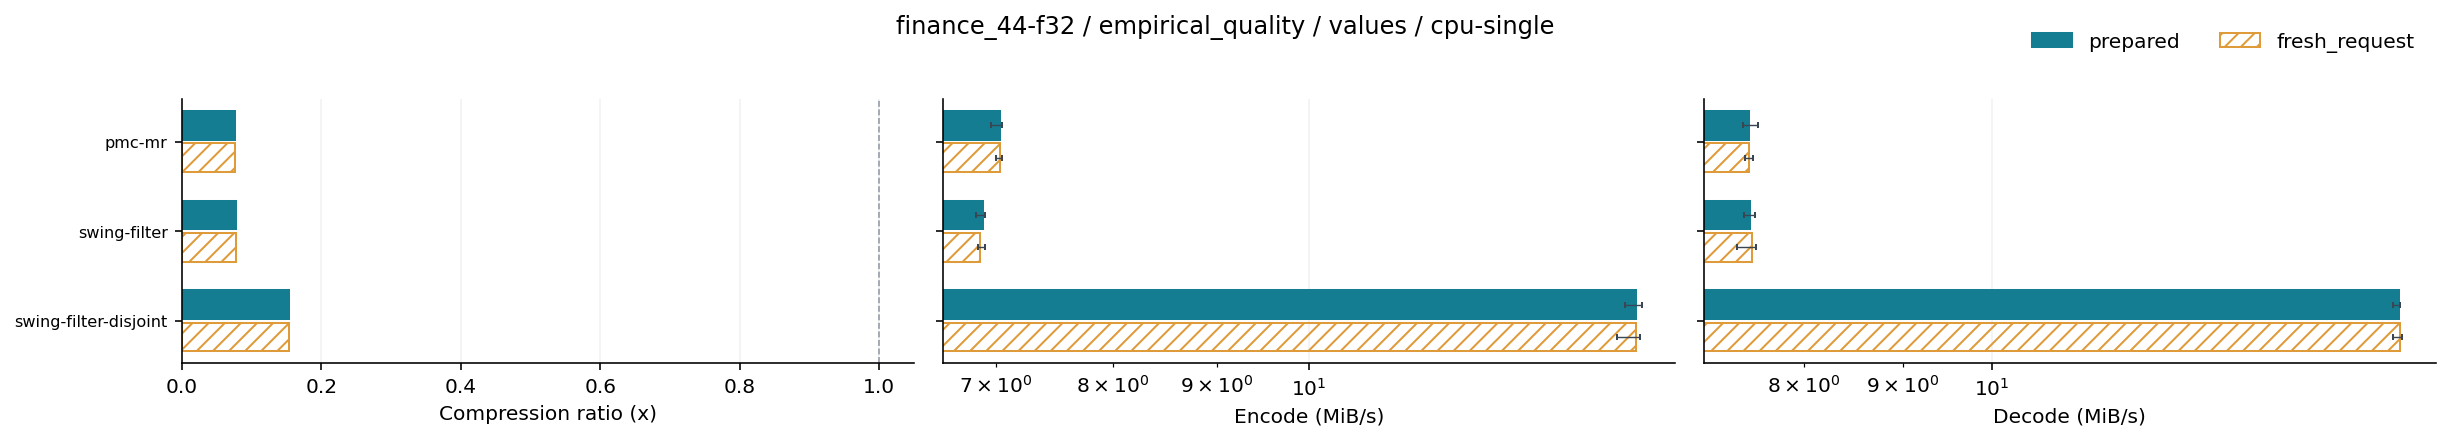 finance_44-f32 / empirical_quality / values / cpu-single
prepared
fresh_request
pmc-mr
swing-filter
swing-filter-disjoint
0.0 0.2 0.4 0.6 0.8 1.0
Compression ratio (x)
7 × 10⁰ 8 × 10⁰ 9 × 10⁰ 10¹
Encode (MiB/s)
8 × 10⁰ 9 × 10⁰ 10¹
Decode (MiB/s)